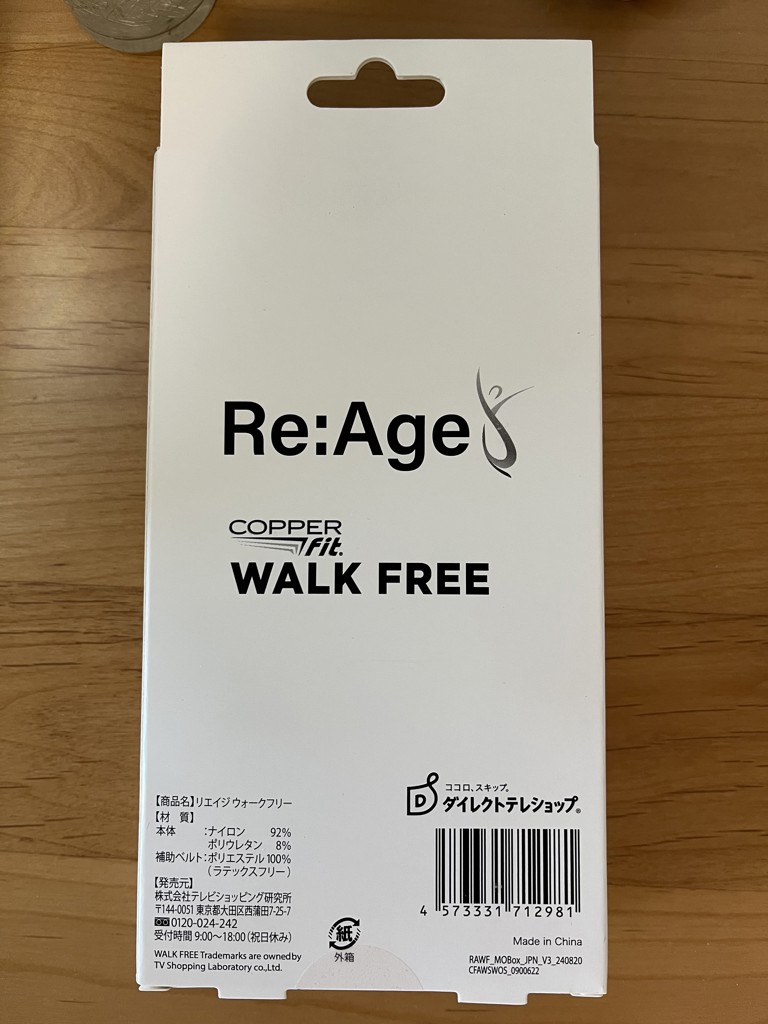 Re:Age
COPPER
fit.
WALK FREE
【商品名】リエイジ ウォークフリー
【材　質】
本体　　：ナイロン　　92%
ポリウレタン　8%
補助ベルト：ポリエステル 100%
（ラテックスフリー）
【発売元】
株式会社テレビショッピング研究所
〒144-0051 東京都大田区西蒲田7-25-7
0120-024-242
受付時間 9:00〜18:00（祝日休み）
WALK FREE Trademarks are owned by
TV Shopping Laboratory co.,Ltd.
紙
外箱
ココロ、スキップ。
D ダイレクトテレショップ®
4 573331 712981
Made in China
RAWF_MOBox_JPN_V3_240820
CFAWSWOS_0900622